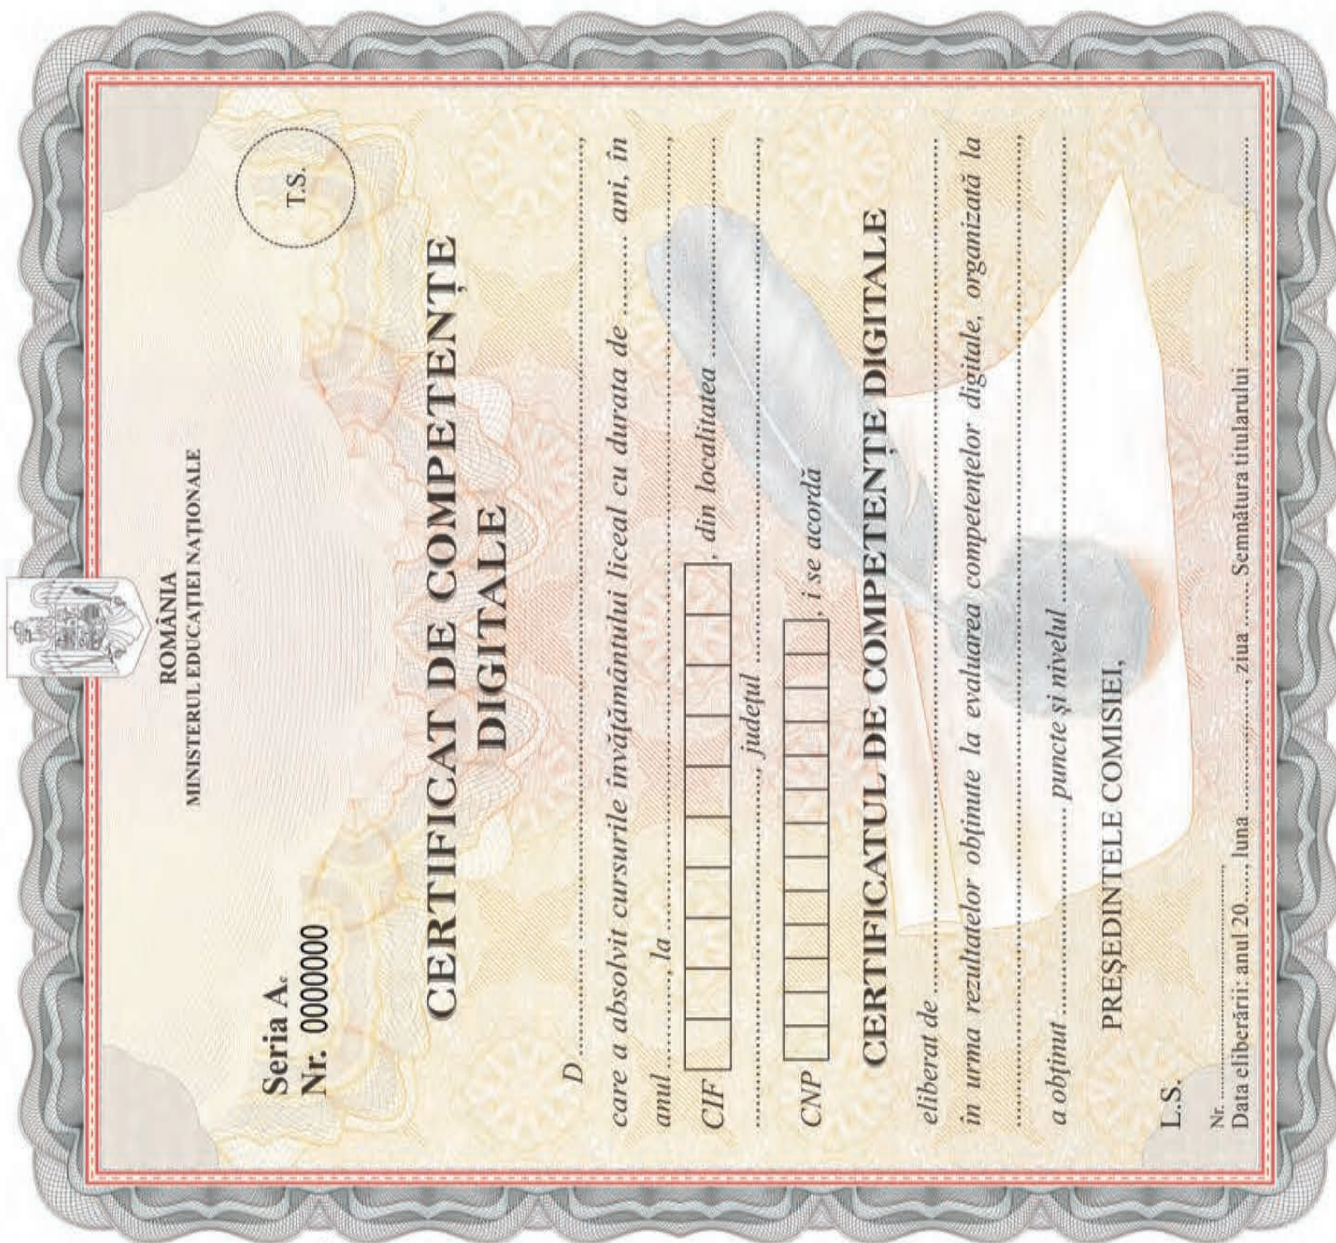 ROMÂNIA
MINISTERUL EDUCAȚIEI NAȚIONALE
T.S.
Seria A.c
Nr. 0000000
CERTIFICAT DE COMPETENȚE
DIGITALE
D ........................................................................,
care a absolvit cursurile învățământului liceal cu durata de ......... ani, în
anul.........., la ........................................................................,
CIF , din localitatea ..............................
............................................., județul ..............................,
CNP , i se acordă
CERTIFICATUL DE COMPETENȚE DIGITALE
eliberat de ........................................................................
în urma rezultatelor obținute la evaluarea competențelor digitale, organizată la
........................................................................,
a obținut ..................... puncte și nivelul ..............................
PREȘEDINTELE COMISIEI,
L.S.
Nr. ......................,
Data eliberării: anul 20......, luna ..................., ziua ...... Semnătura titularului ..............................